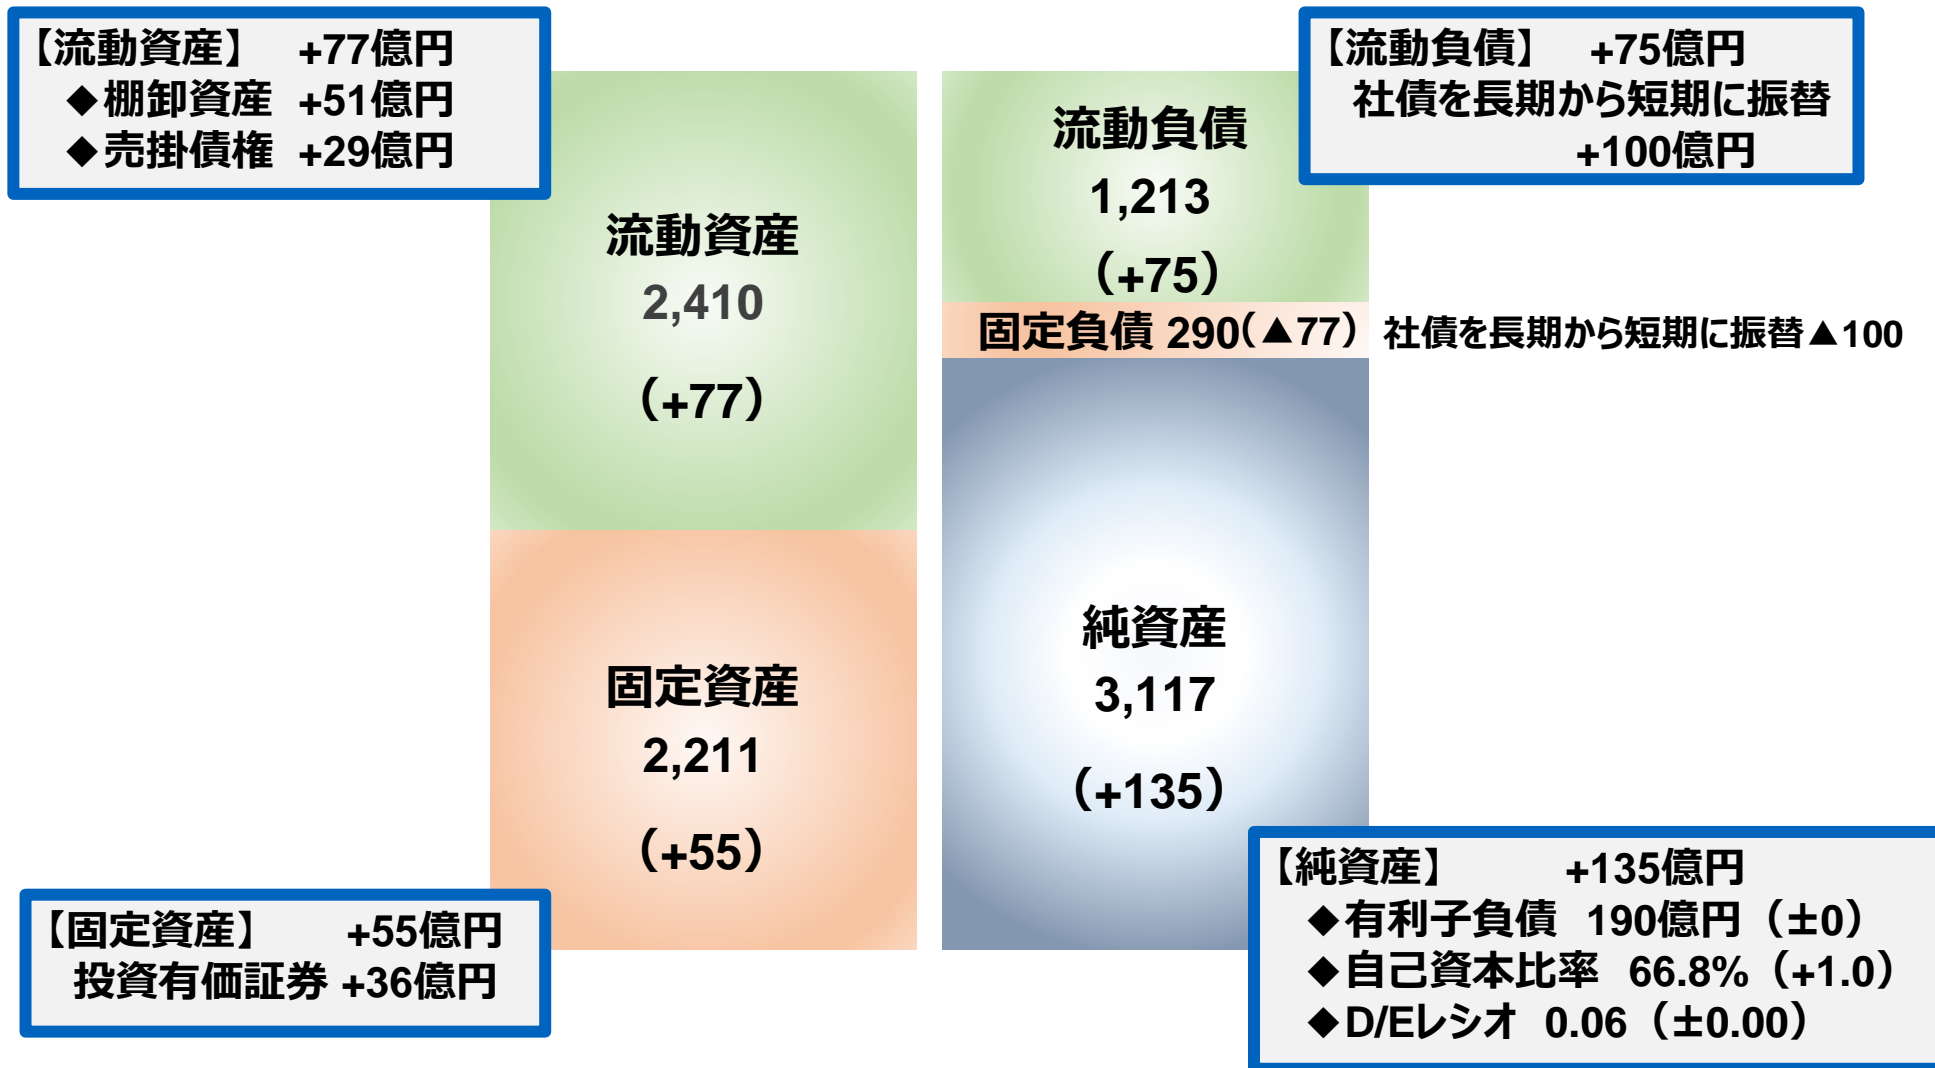 【流動資産】 +77億円
◆棚卸資産 +51億円
◆売掛債権 +29億円
流動資産
2,410
(+77)
固定資産
2,211
(+55)
【固定資産】 +55億円
投資有価証券 +36億円
【流動負債】 +75億円
社債を長期から短期に振替
+100億円
流動負債
1,213
(+75)
固定負債 290(▲77)
社債を長期から短期に振替▲100
純資産
3,117
(+135)
【純資産】 +135億円
◆有利子負債 190億円(±0)
◆自己資本比率 66.8%(+1.0)
◆D/Eレシオ 0.06(±0.00)